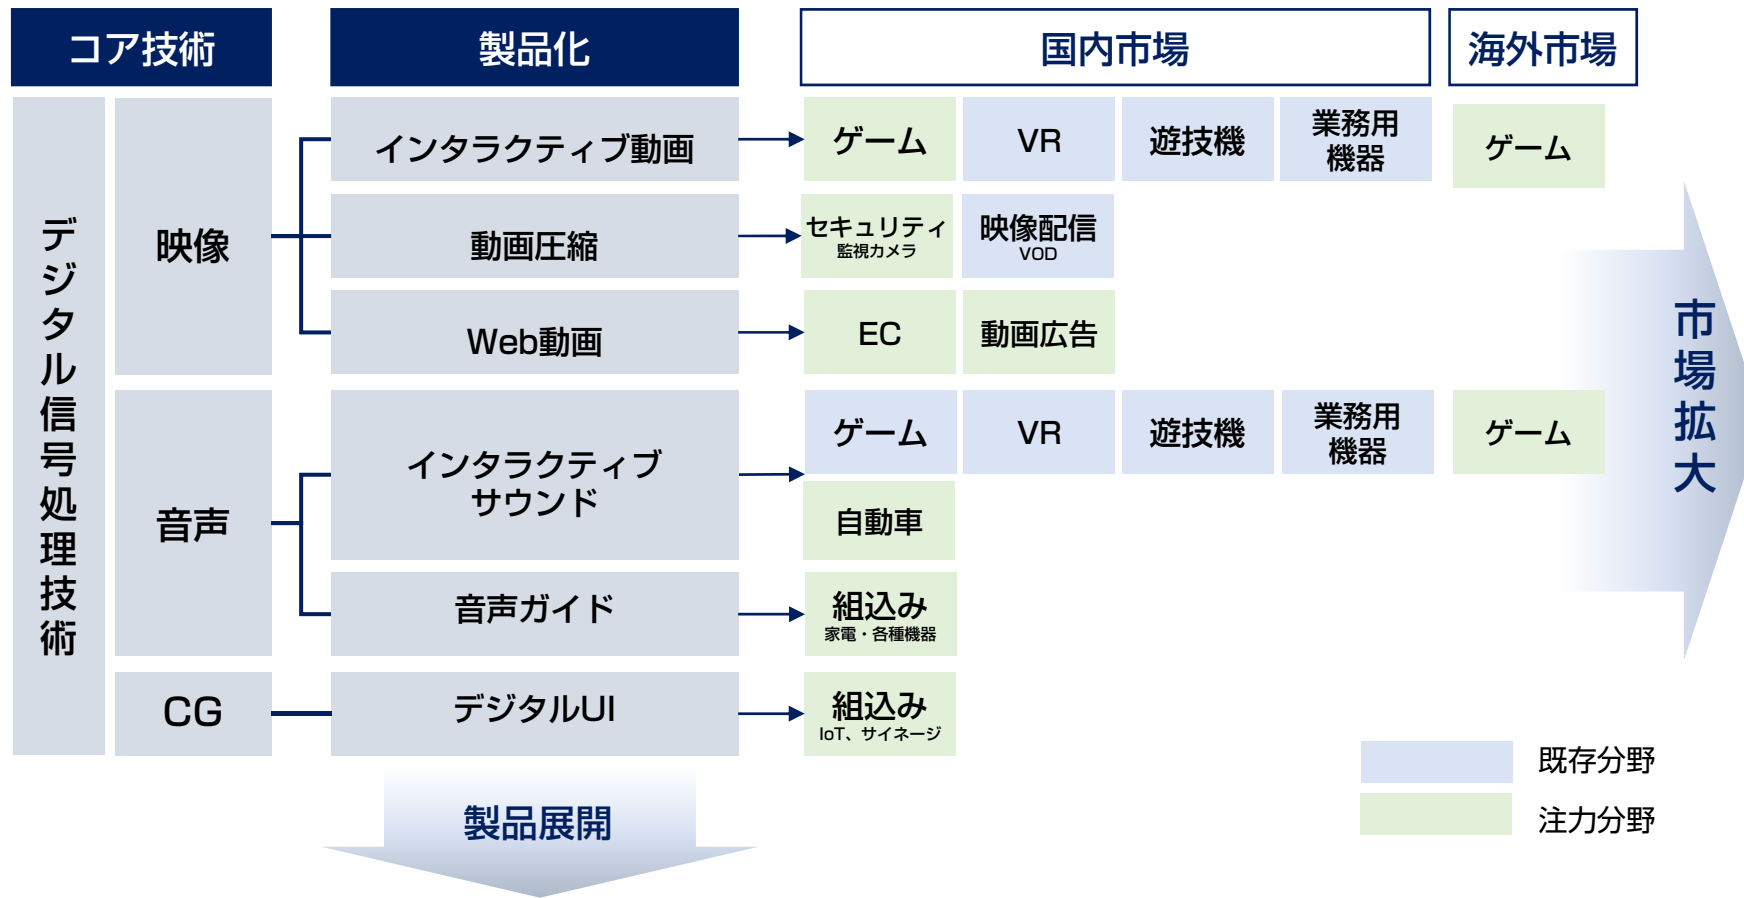 コア技術
製品化
国内市場
海外市場
デジタル信号処理技術
映像
インタラクティブ動画
ゲーム
VR
遊技機
業務用
機器
ゲーム
動画圧縮
セキュリティ
監視カメラ
映像配信
VOD
Web動画
EC
動画広告
音声
インタラクティブ
サウンド
ゲーム
VR
遊技機
業務用
機器
ゲーム
自動車
音声ガイド
組込み
家電・各種機器
CG
デジタルUI
組込み
IoT、サイネージ
市場拡大
製品展開
既存分野
注力分野